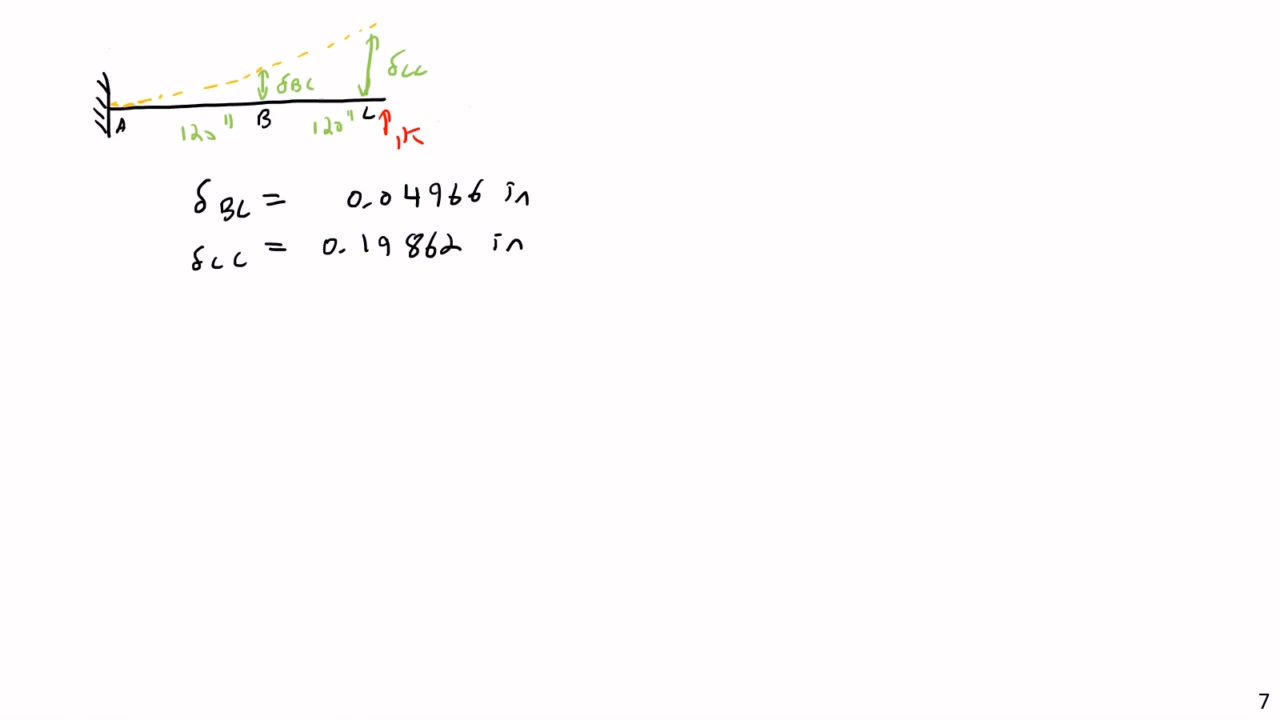 δCC
δBC
A 120" B 120" C
1K
δBC = 0.04966 in
δCC = 0.19862 in
7